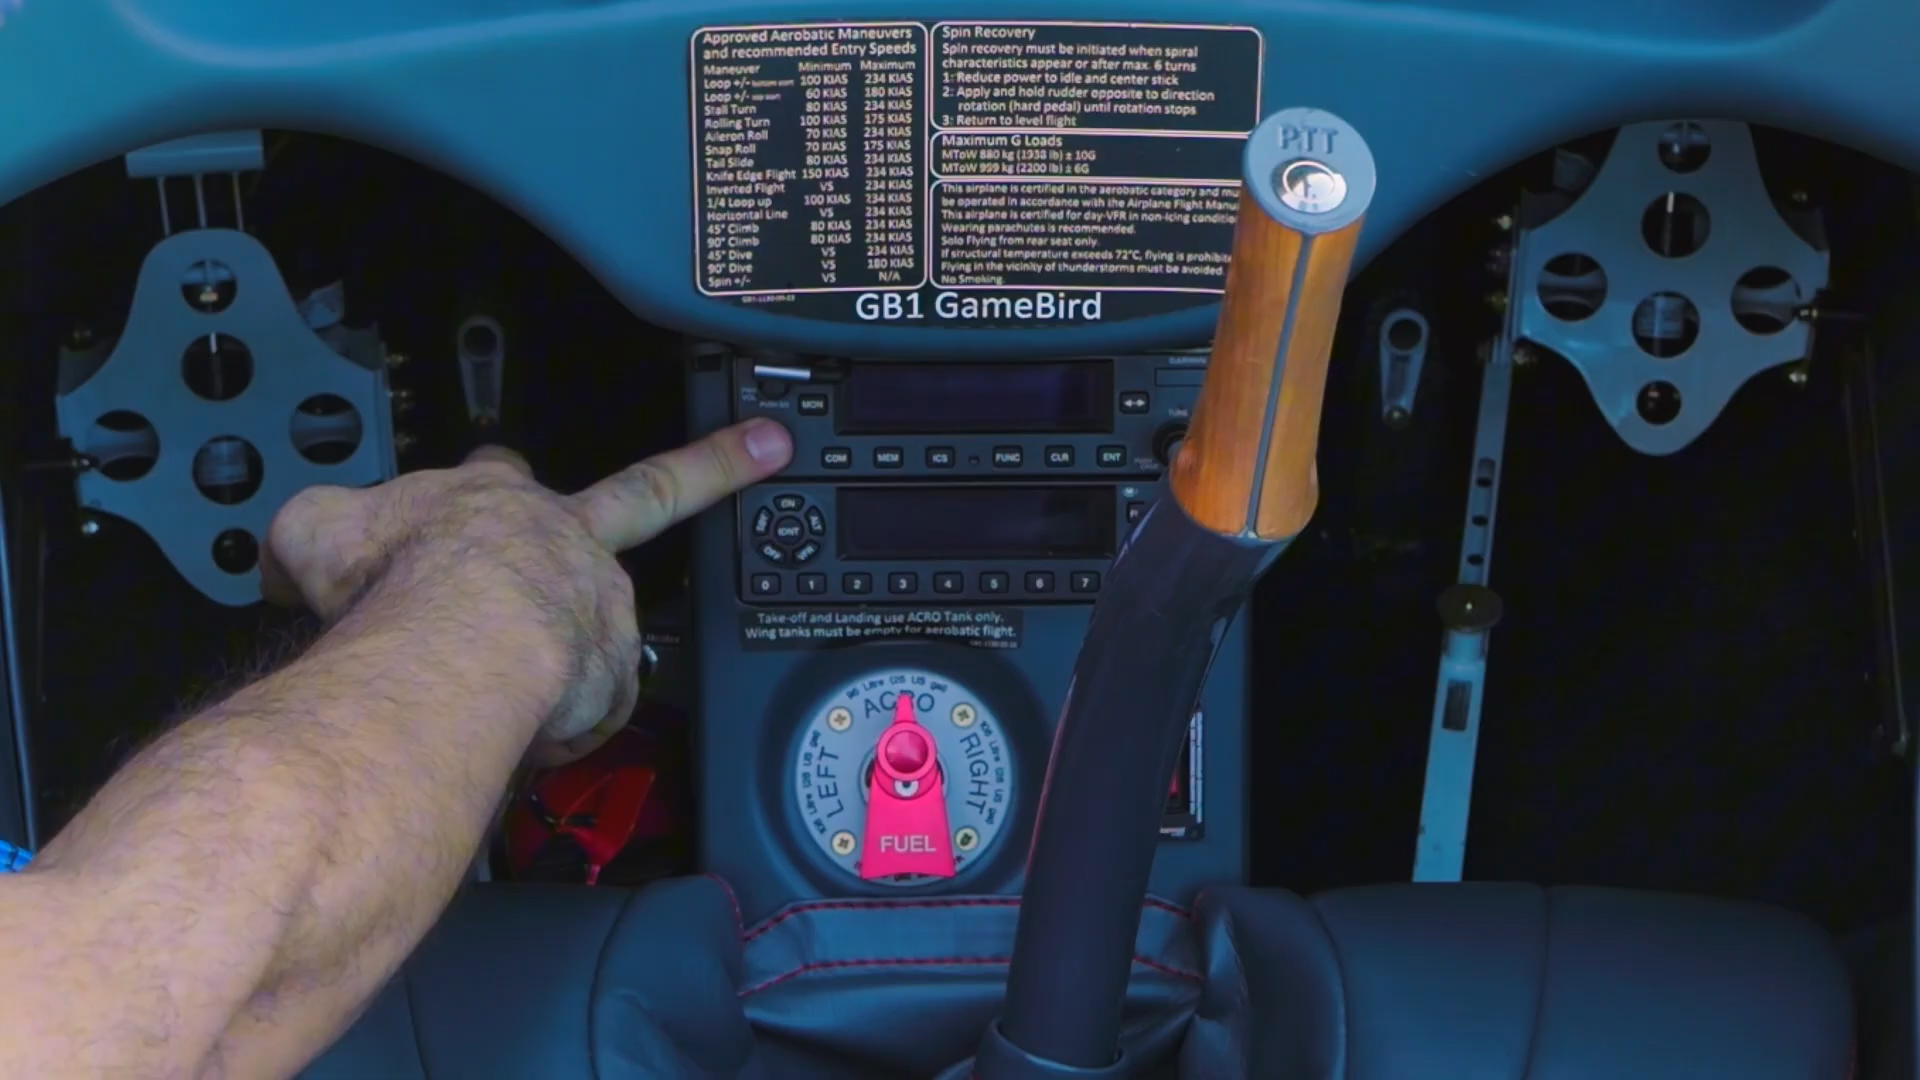 Approved Aerobatic Maneuvers
and recommended Entry Speeds
Maneuver Minimum Maximum
Loop +/- 100 KIAS 234 KIAS
Loop +/- 60 KIAS 180 KIAS
Stall Turn 80 KIAS 234 KIAS
Rolling Turn 100 KIAS 175 KIAS
Aileron Roll 70 KIAS 234 KIAS
Snap Roll 70 KIAS 175 KIAS
Tail Slide 80 KIAS 234 KIAS
Knife Edge Flight 150 KIAS 234 KIAS
Inverted Flight VS 234 KIAS
1/4 Loop up 100 KIAS 234 KIAS
Horizontal Line VS 234 KIAS
45° Climb 80 KIAS 234 KIAS
90° Climb 80 KIAS 234 KIAS
45° Dive VS 234 KIAS
90° Dive VS 180 KIAS
Spin +/- VS N/A
Spin Recovery
Spin recovery must be initiated when spiral
characteristics appear or after max. 6 turns
1: Reduce power to idle and center stick
2: Apply and hold rudder opposite to direction
rotation (hard pedal) until rotation stops
3: Return to level flight
Maximum G Loads
MToW 880 kg (1938 lb) ± 10G
MToW 999 kg (2200 lb) ± 6G
This airplane is certified in the aerobatic category and mu
be operated in accordance with the Airplane Flight Manu
This airplane is certified for day-VFR in non-icing conditio
Wearing parachutes is recommended.
Solo Flying from rear seat only.
If structural temperature exceeds 72°C, flying is prohibite
Flying in the vicinity of thunderstorms must be avoided.
No Smoking.
GB1 GameBird
PTT
GARMIN
MON
TUNE
COM MEM ICS FUNC CLR ENT
ON
SBY IDNT ALT
OFF VFR
0 1 2 3 4 5 6 7
Take-off and Landing use ACRO Tank only.
Wing tanks must be empty for aerobatic flight.
ACRO
LEFT
RIGHT
FUEL